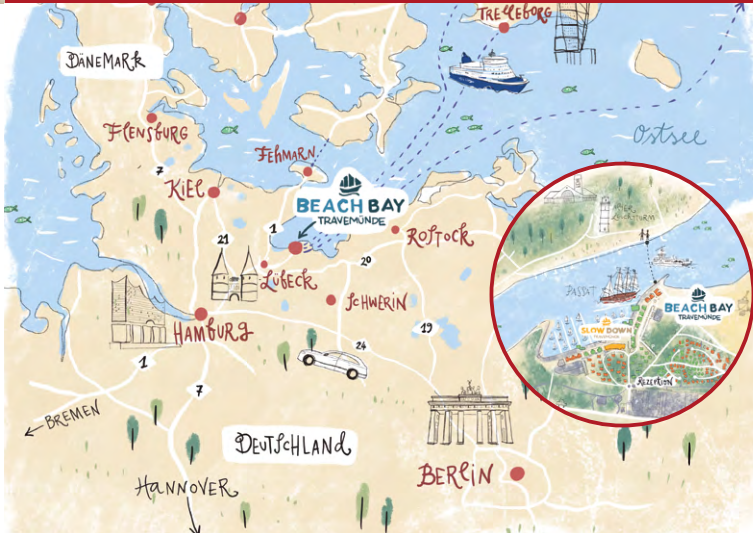 TRELLEBORG
DÄNEMARK
FLENSBURG
OSTSEE
FEHMARN
7
KIEL
BEACH BAY
TRAVEMÜNDE
21
1
ROSTOCK
20
LÜBECK
SCHWERIN
HAMBURG
19
24
1
7
BREMEN
DEUTSCHLAND
BERLIN
HANNOVER
PASSAT
BEACH BAY
TRAVEMÜNDE
SLOW DOWN
REZEPTION